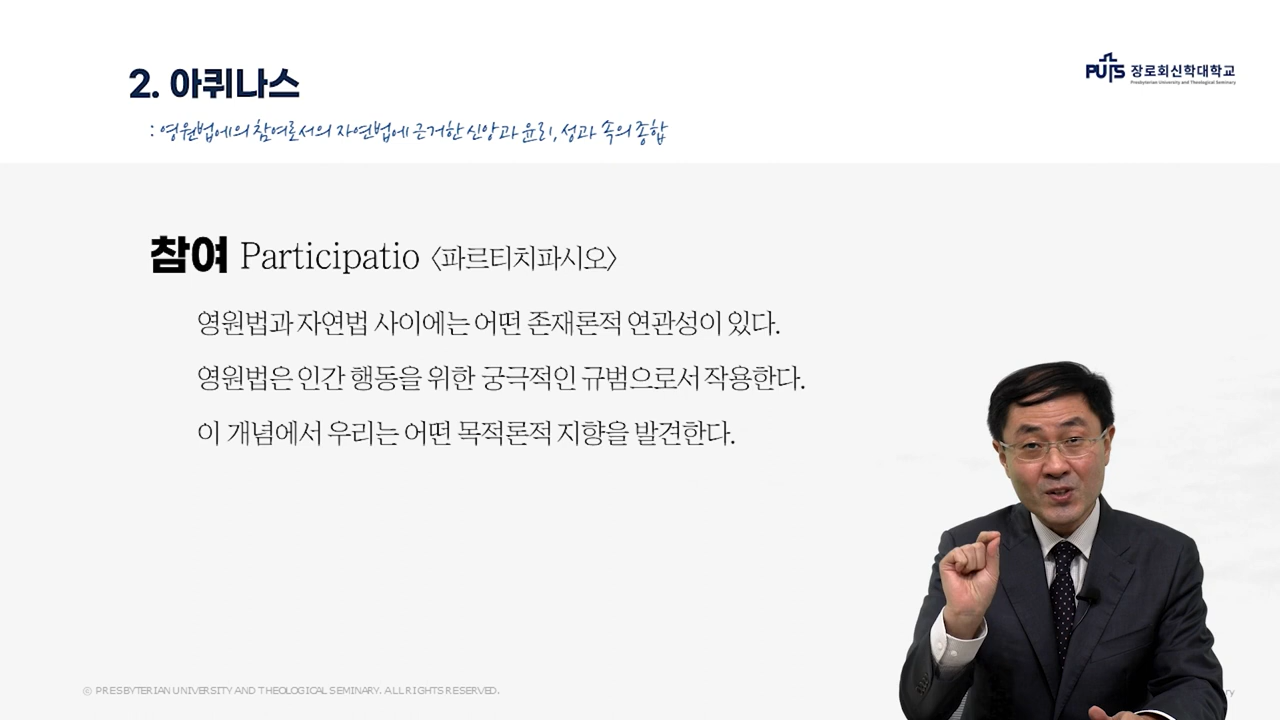 2. 아퀴나스
PUTS 장로회신학대학교
Presbyterian University and Theological Seminary
: 영원법에의 참여로서의 자연법에 근거한 신앙과 윤리, 성과 속의 종합
참여 Participatio 〈파르티치파시오〉
영원법과 자연법 사이에는 어떤 존재론적 연관성이 있다.
영원법은 인간 행동을 위한 궁극적인 규범으로서 작용한다.
이 개념에서 우리는 어떤 목적론적 지향을 발견한다.
© PRESBYTERIAN UNIVERSITY AND THEOLOGICAL SEMINARY. ALL RIGHTS RESERVED.